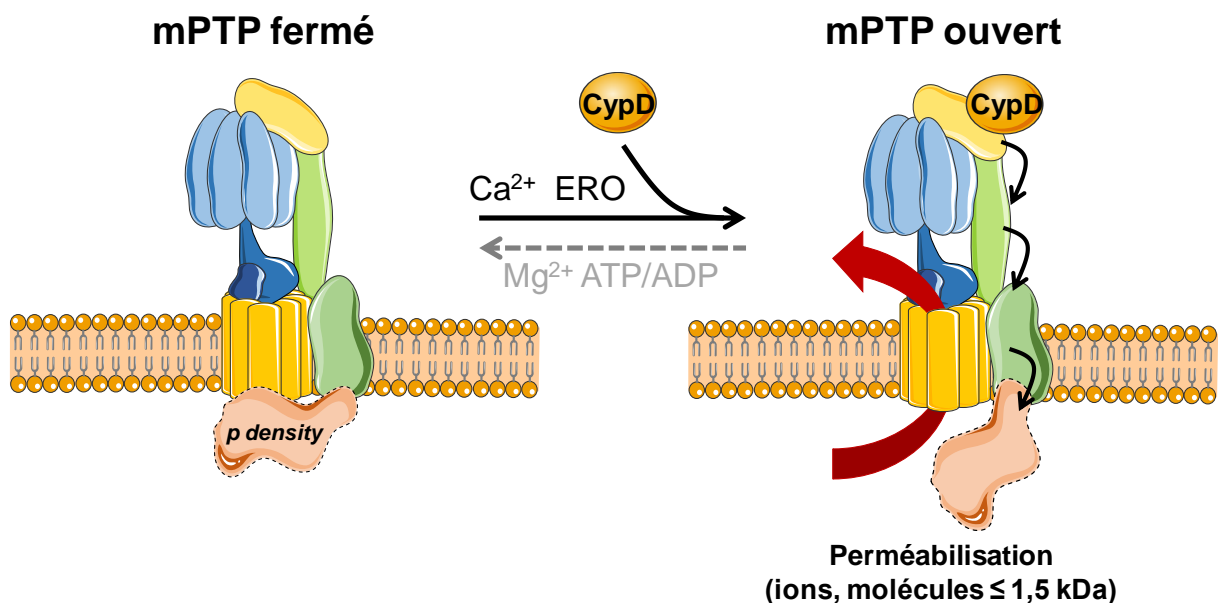 mPTP fermé
mPTP ouvert
CypD
CypD
Ca²⁺ ERO
Mg²⁺ ATP/ADP
p density
Perméabilisation
(ions, molécules ≤ 1,5 kDa)